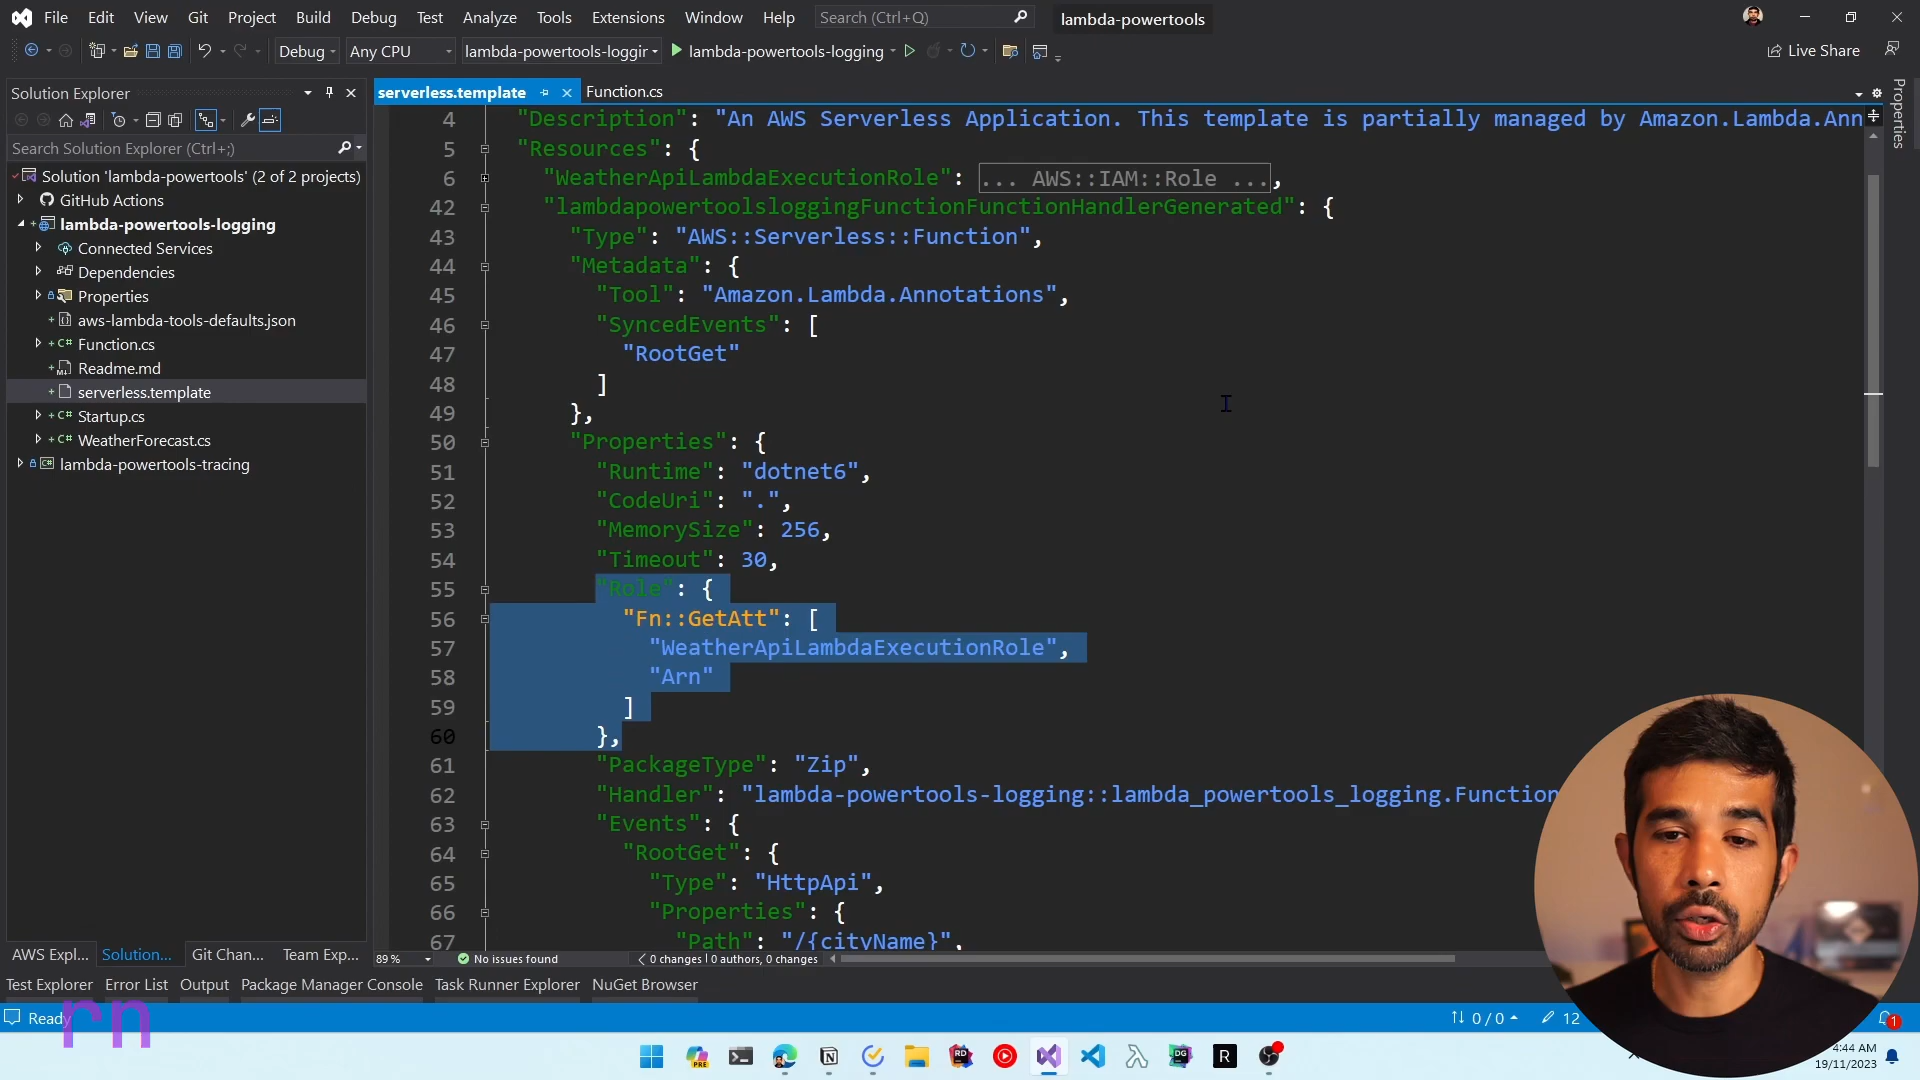 File Edit View Git Project Build Debug Test Analyze Tools Extensions Window Help Search (Ctrl+Q) lambda-powertools
Debug Any CPU lambda-powertools-loggir lambda-powertools-logging Live Share
Solution Explorer
Search Solution Explorer (Ctrl+;)
Solution 'lambda-powertools' (2 of 2 projects)
GitHub Actions
lambda-powertools-logging
Connected Services
Dependencies
Properties
aws-lambda-tools-defaults.json
Function.cs
Readme.md
serverless.template
Startup.cs
WeatherForecast.cs
lambda-powertools-tracing
AWS Expl... Solution... Git Chan... Team Exp...
serverless.template Function.cs
4 "Description": "An AWS Serverless Application. This template is partially managed by Amazon.Lambda.Ann
5 "Resources": {
6 "WeatherApiLambdaExecutionRole": ... AWS::IAM::Role ...,
42 "lambdapowertoolsloggingFunctionFunctionHandlerGenerated": {
43 "Type": "AWS::Serverless::Function",
44 "Metadata": {
45 "Tool": "Amazon.Lambda.Annotations",
46 "SyncedEvents": [
47 "RootGet"
48 ]
49 },
50 "Properties": {
51 "Runtime": "dotnet6",
52 "CodeUri": ".",
53 "MemorySize": 256,
54 "Timeout": 30,
55 "Role": {
56 "Fn::GetAtt": [
57 "WeatherApiLambdaExecutionRole",
58 "Arn"
59 ]
60 },
61 "PackageType": "Zip",
62 "Handler": "lambda-powertools-logging::lambda_powertools_logging.Function
63 "Events": {
64 "RootGet": {
65 "Type": "HttpApi",
66 "Properties": {
67 "Path": "/{cityName}",
Properties
89 % No issues found 0 changes | 0 authors, 0 changes
Test Explorer Error List Output Package Manager Console Task Runner Explorer NuGet Browser
Ready 0 / 0 12 1
rn
4:44 AM
19/11/2023